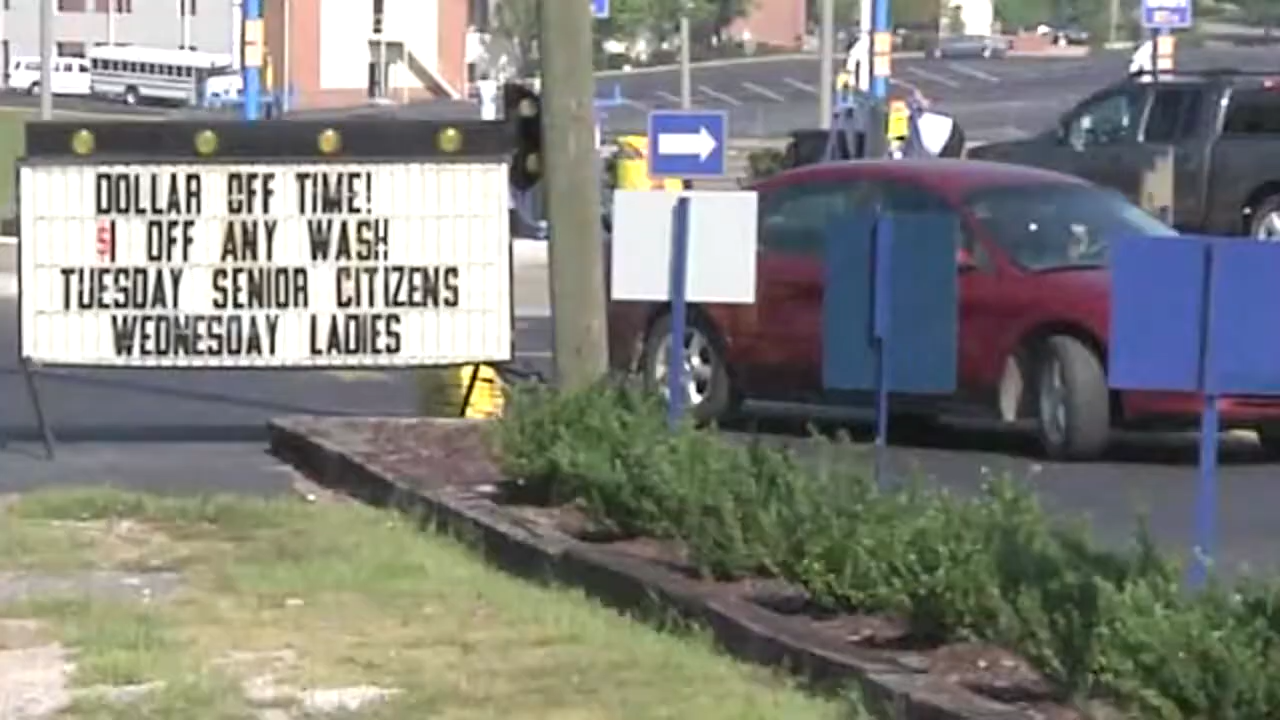 DOLLAR OFF TIME!
$1 OFF ANY WASH
TUESDAY SENIOR CITIZENS
WEDNESDAY LADIES